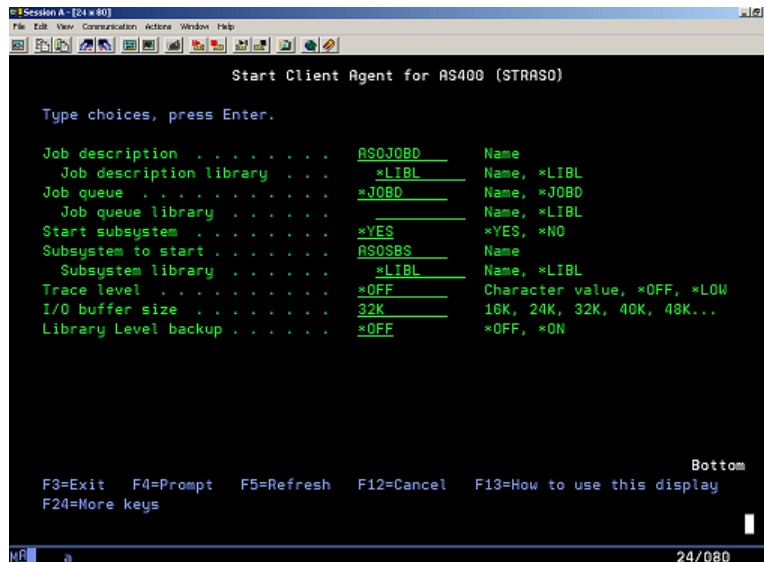 Session A - [24 x 80]
File Edit View Communication Actions Window Help
Start Client Agent for AS400 (STRASO)
Type choices, press Enter.
Job description . . . . . . . . ASOJOBD Name
Job description library . . . *LIBL Name, *LIBL
Job queue . . . . . . . . . . . *JOBD Name, *JOBD
Job queue library . . . . . . Name, *LIBL
Start subsystem . . . . . . . . *YES *YES, *NO
Subsystem to start . . . . . . . ASOSBS Name
Subsystem library . . . . . . *LIBL Name, *LIBL
Trace level . . . . . . . . . . *OFF Character value, *OFF, *LOW
I/O buffer size . . . . . . . . 32K 16K, 24K, 32K, 40K, 48K...
Library Level backup . . . . . . *OFF *OFF, *ON
Bottom
F3=Exit F4=Prompt F5=Refresh F12=Cancel F13=How to use this display
F24=More keys
MA a 24/080